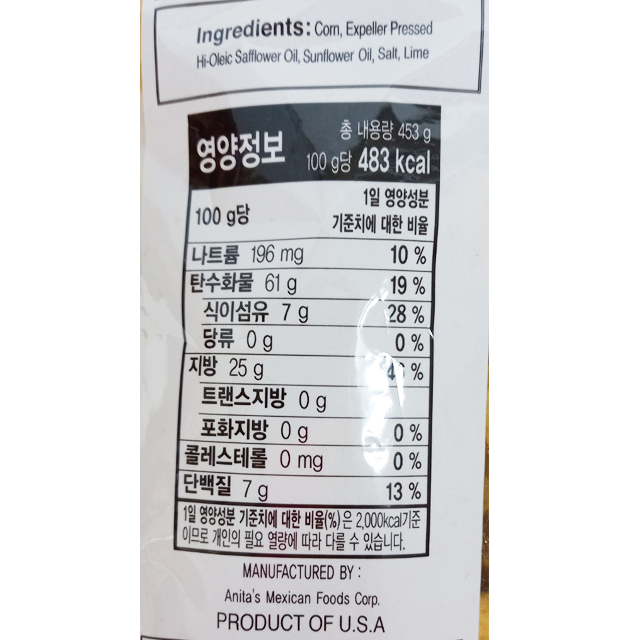 Ingredients: Corn, Expeller Pressed
Hi-Oleic Safflower Oil, Sunflower Oil, Salt, Lime
영양정보
총 내용량 453 g
100 g당 483 kcal
100 g당
1일 영양성분
기준치에 대한 비율
나트륨 196 mg 10 %
탄수화물 61 g 19 %
식이섬유 7 g 28 %
당류 0 g 0 %
지방 25 g %
트랜스지방 0 g
포화지방 0 g 0 %
콜레스테롤 0 mg 0 %
단백질 7 g 13 %
1일 영양성분 기준치에 대한 비율(%)은 2,000kcal기준
이므로 개인의 필요 열량에 따라 다를 수 있습니다.
MANUFACTURED BY :
Anita's Mexican Foods Corp.
PRODUCT OF U.S.A